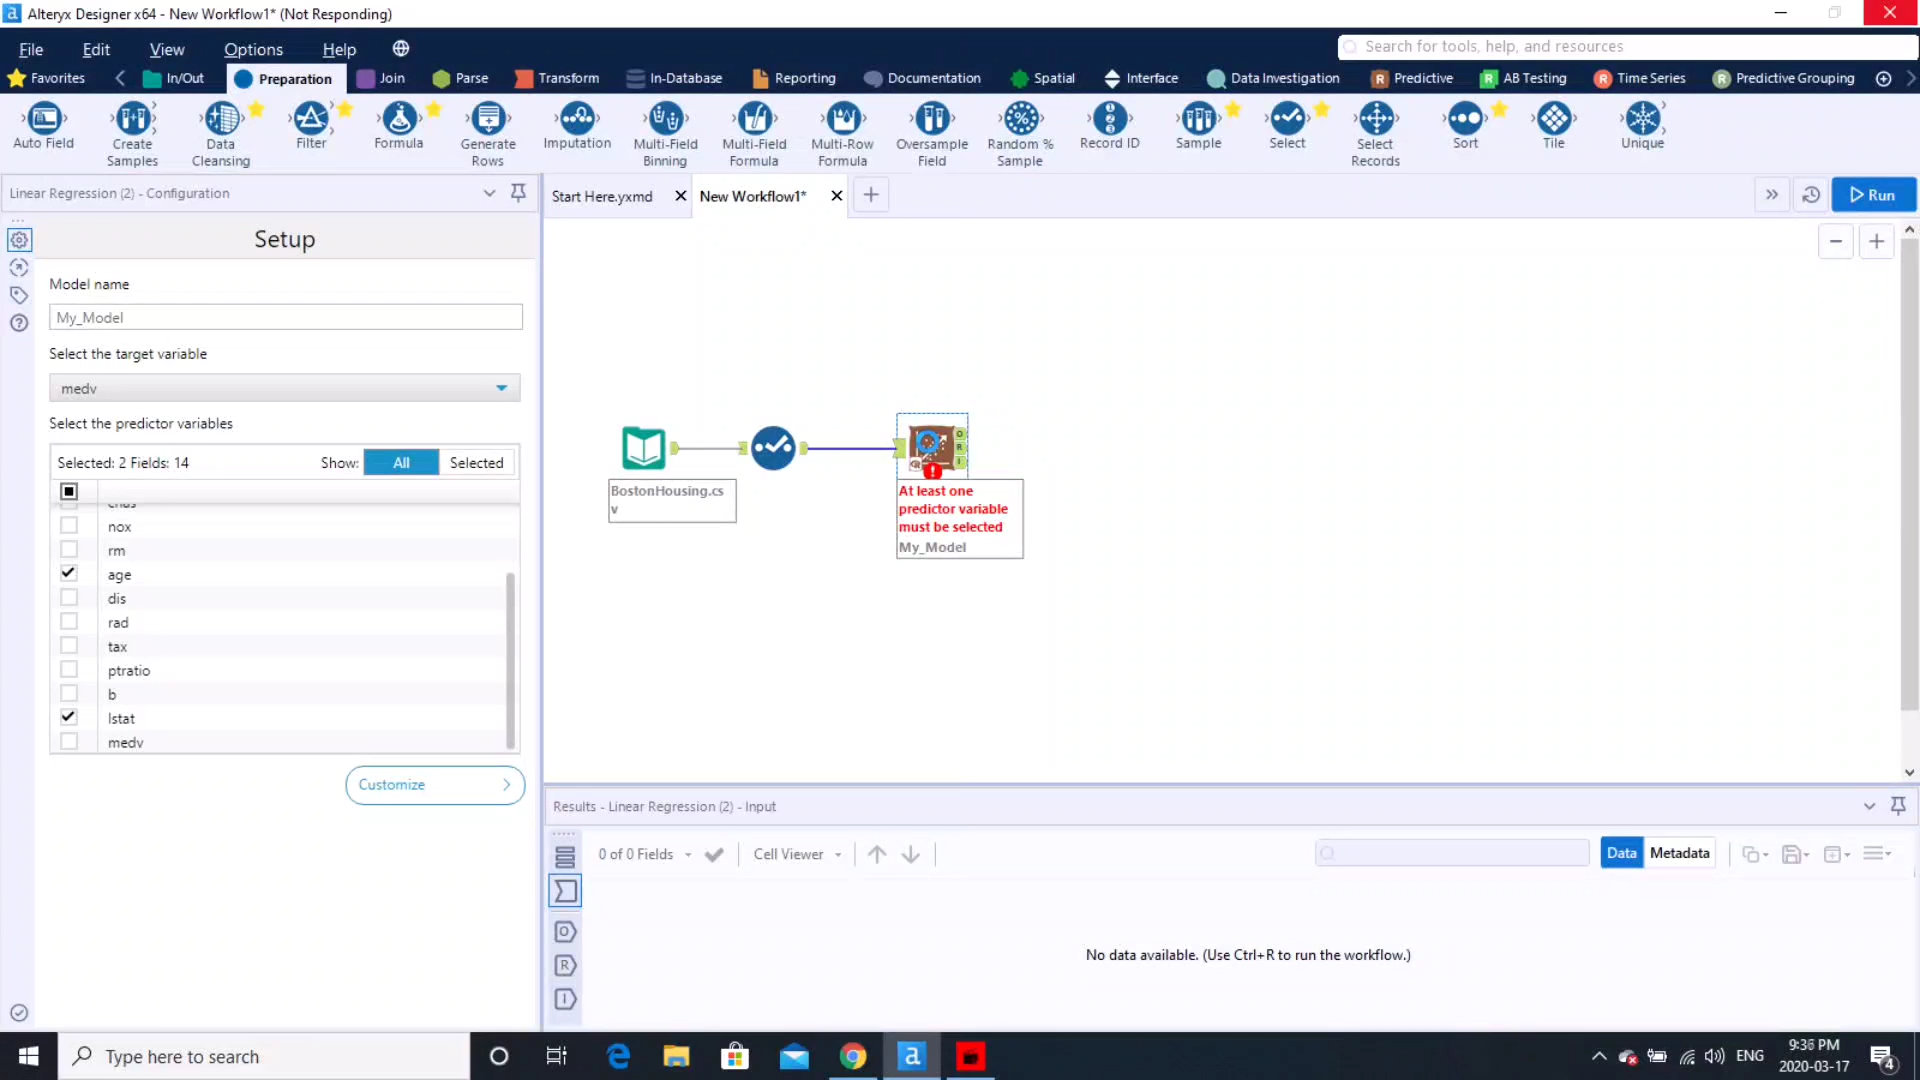 Alteryx Designer x64 - New Workflow1* (Not Responding)
File Edit View Options Help
Search for tools, help, and resources
Favorites In/Out Preparation Join Parse Transform In-Database Reporting Documentation Spatial Interface Data Investigation Predictive AB Testing Time Series Predictive Grouping
Auto Field
Create Samples
Data Cleansing
Filter
Formula
Generate Rows
Imputation
Multi-Field Binning
Multi-Field Formula
Multi-Row Formula
Oversample Field
Random % Sample
Record ID
Sample
Select
Select Records
Sort
Tile
Unique
Linear Regression (2) - Configuration
Start Here.yxmd
New Workflow1*
Run
Setup
Model name
My_Model
Select the target variable
medv
Select the predictor variables
Selected: 2 Fields: 14 Show: All Selected
chas
nox
rm
age
dis
rad
tax
ptratio
b
lstat
medv
Customize
BostonHousing.cs
v
At least one
predictor variable
must be selected
My_Model
Results - Linear Regression (2) - Input
0 of 0 Fields Cell Viewer Data Metadata
O
R
I
No data available. (Use Ctrl+R to run the workflow.)
Type here to search
ENG
9:36 PM
2020-03-17
4